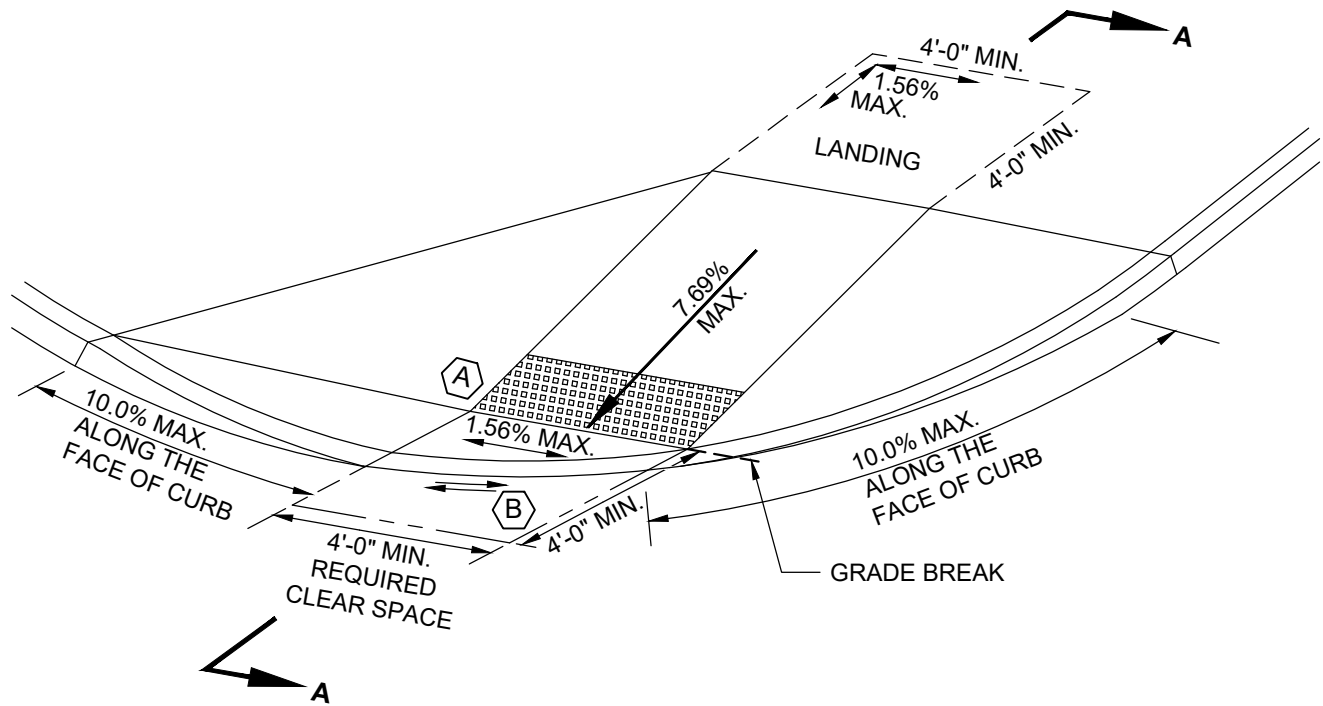 A
4'-0" MIN.
1.56%
MAX.
LANDING
4'-0" MIN.
7.69%
MAX.
A
1.56% MAX.
10.0% MAX.
ALONG THE
FACE OF CURB
10.0% MAX.
ALONG THE
FACE OF CURB
B
4'-0" MIN.
4'-0" MIN.
REQUIRED
CLEAR SPACE
GRADE BREAK
A